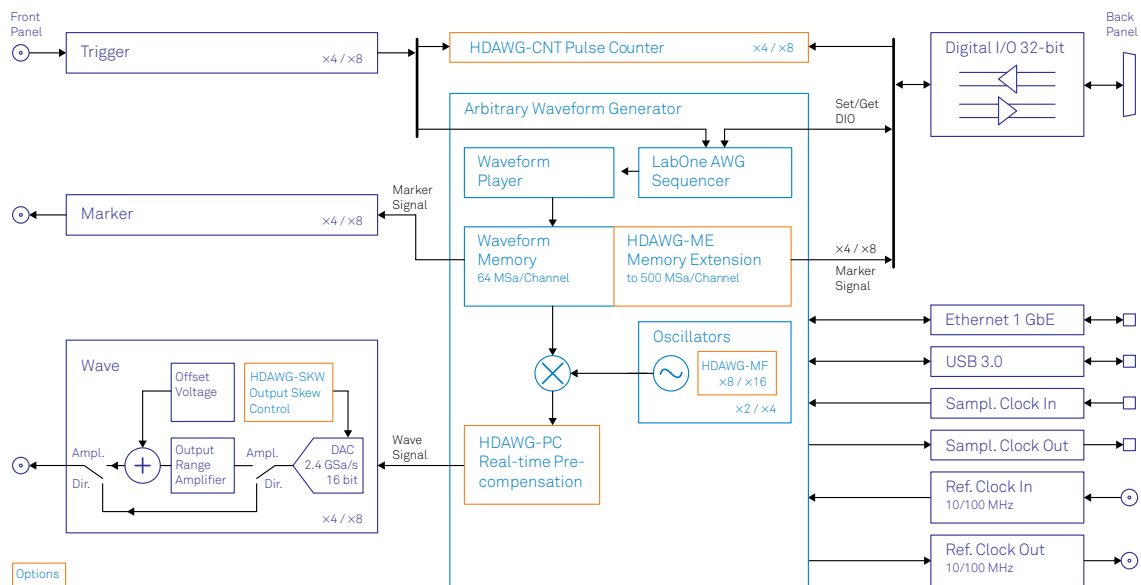 Front
Panel
Trigger
×4 / ×8
HDAWG-CNT Pulse Counter
×4 / ×8
Digital I/O 32-bit
Back
Panel
Arbitrary Waveform Generator
Set/Get
DIO
Waveform
Player
LabOne AWG
Sequencer
Marker
×4 / ×8
Marker
Signal
Waveform
Memory
64 MSa/Channel
HDAWG-ME
Memory Extension
to 500 MSa/Channel
×4 / ×8
Marker
Signal
Oscillators
HDAWG-MF
×8 / ×16
×2 / ×4
Ethernet 1 GbE
USB 3.0
Sampl. Clock In
Sampl. Clock Out
Ref. Clock In
10/100 MHz
Ref. Clock Out
10/100 MHz
Wave
Offset
Voltage
HDAWG-SKW
Output Skew
Control
Ampl.
Dir.
Output
Range
Amplifier
Ampl.
Dir.
DAC
2.4 GSa/s
16 bit
×4 / ×8
Wave
Signal
HDAWG-PC
Real-time Pre-
compensation
Options